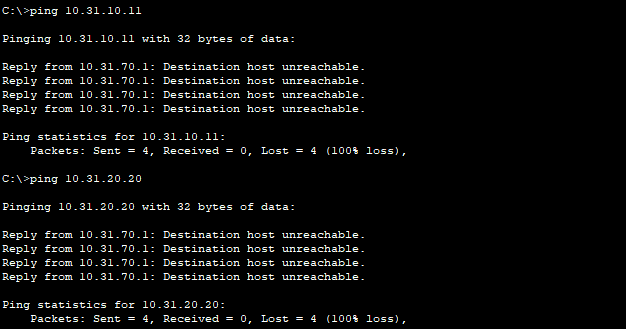 C:\>ping 10.31.10.11
Pinging 10.31.10.11 with 32 bytes of data:
Reply from 10.31.70.1: Destination host unreachable.
Reply from 10.31.70.1: Destination host unreachable.
Reply from 10.31.70.1: Destination host unreachable.
Reply from 10.31.70.1: Destination host unreachable.
Ping statistics for 10.31.10.11:
    Packets: Sent = 4, Received = 0, Lost = 4 (100% loss),
C:\>ping 10.31.20.20
Pinging 10.31.20.20 with 32 bytes of data:
Reply from 10.31.70.1: Destination host unreachable.
Reply from 10.31.70.1: Destination host unreachable.
Reply from 10.31.70.1: Destination host unreachable.
Reply from 10.31.70.1: Destination host unreachable.
Ping statistics for 10.31.20.20:
    Packets: Sent = 4, Received = 0, Lost = 4 (100% loss),